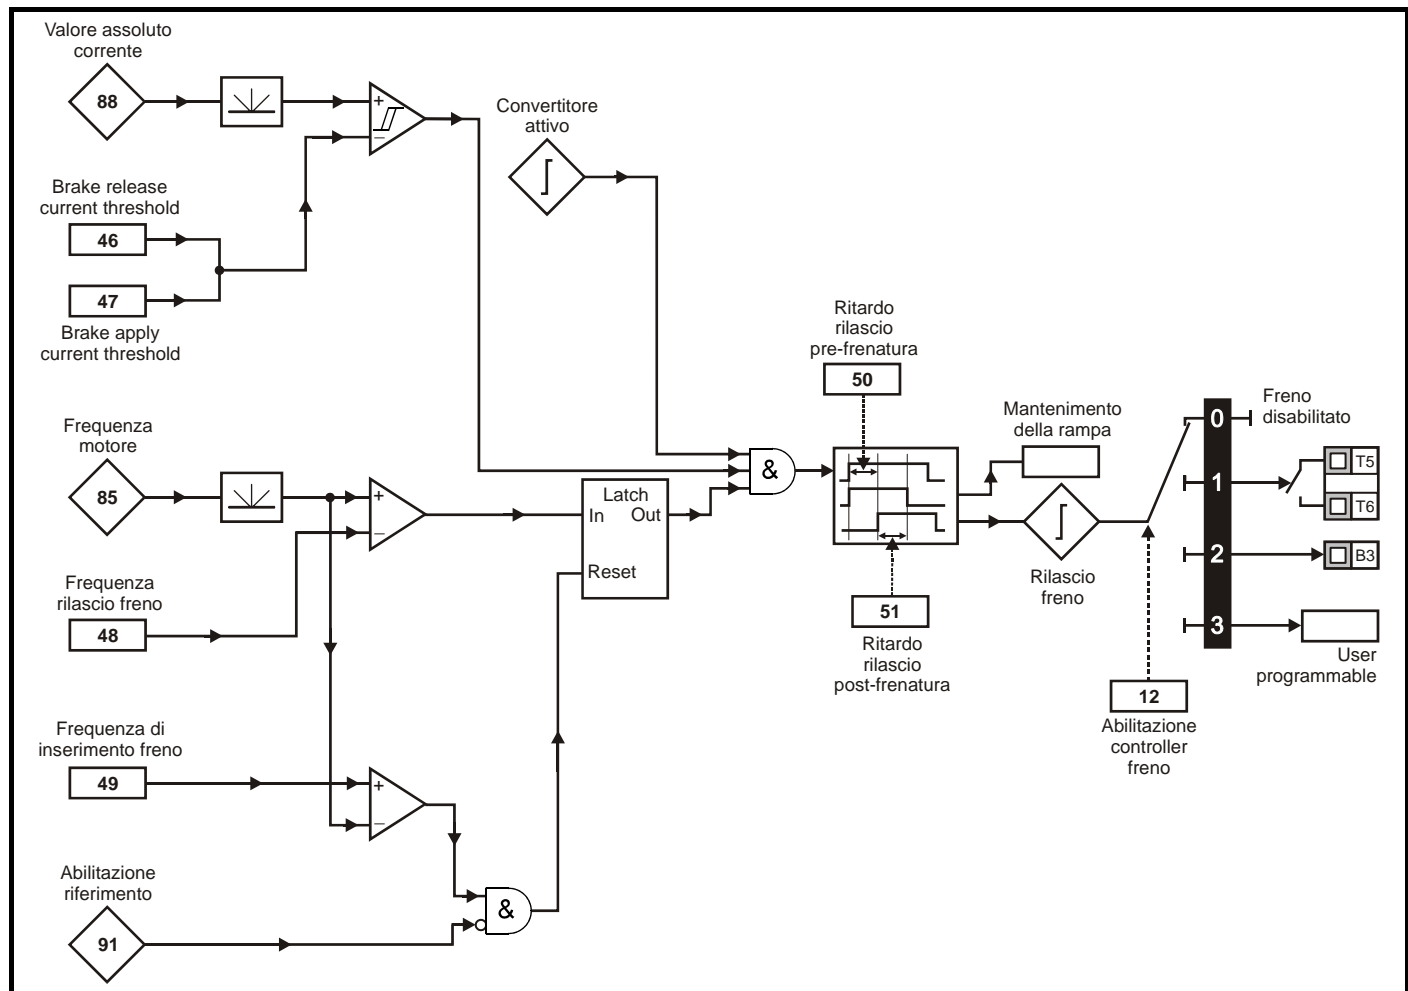 Valore assoluto
corrente
88
+
−
Brake release
current threshold
46
47
Brake apply
current threshold
Convertitore
attivo
Frequenza
motore
85
+
−
Frequenza
rilascio freno
48
Latch
In Out
Reset
Frequenza di
inserimento freno
49
+
−
Abilitazione
riferimento
91
&
&
Ritardo
rilascio
pre-frenatura
50
51
Ritardo
rilascio
post-frenatura
Mantenimento
della rampa
Rilascio
freno
12
Abilitazione
controller
freno
0
1
2
3
Freno
disabilitato
T5
T6
B3
User
programmable